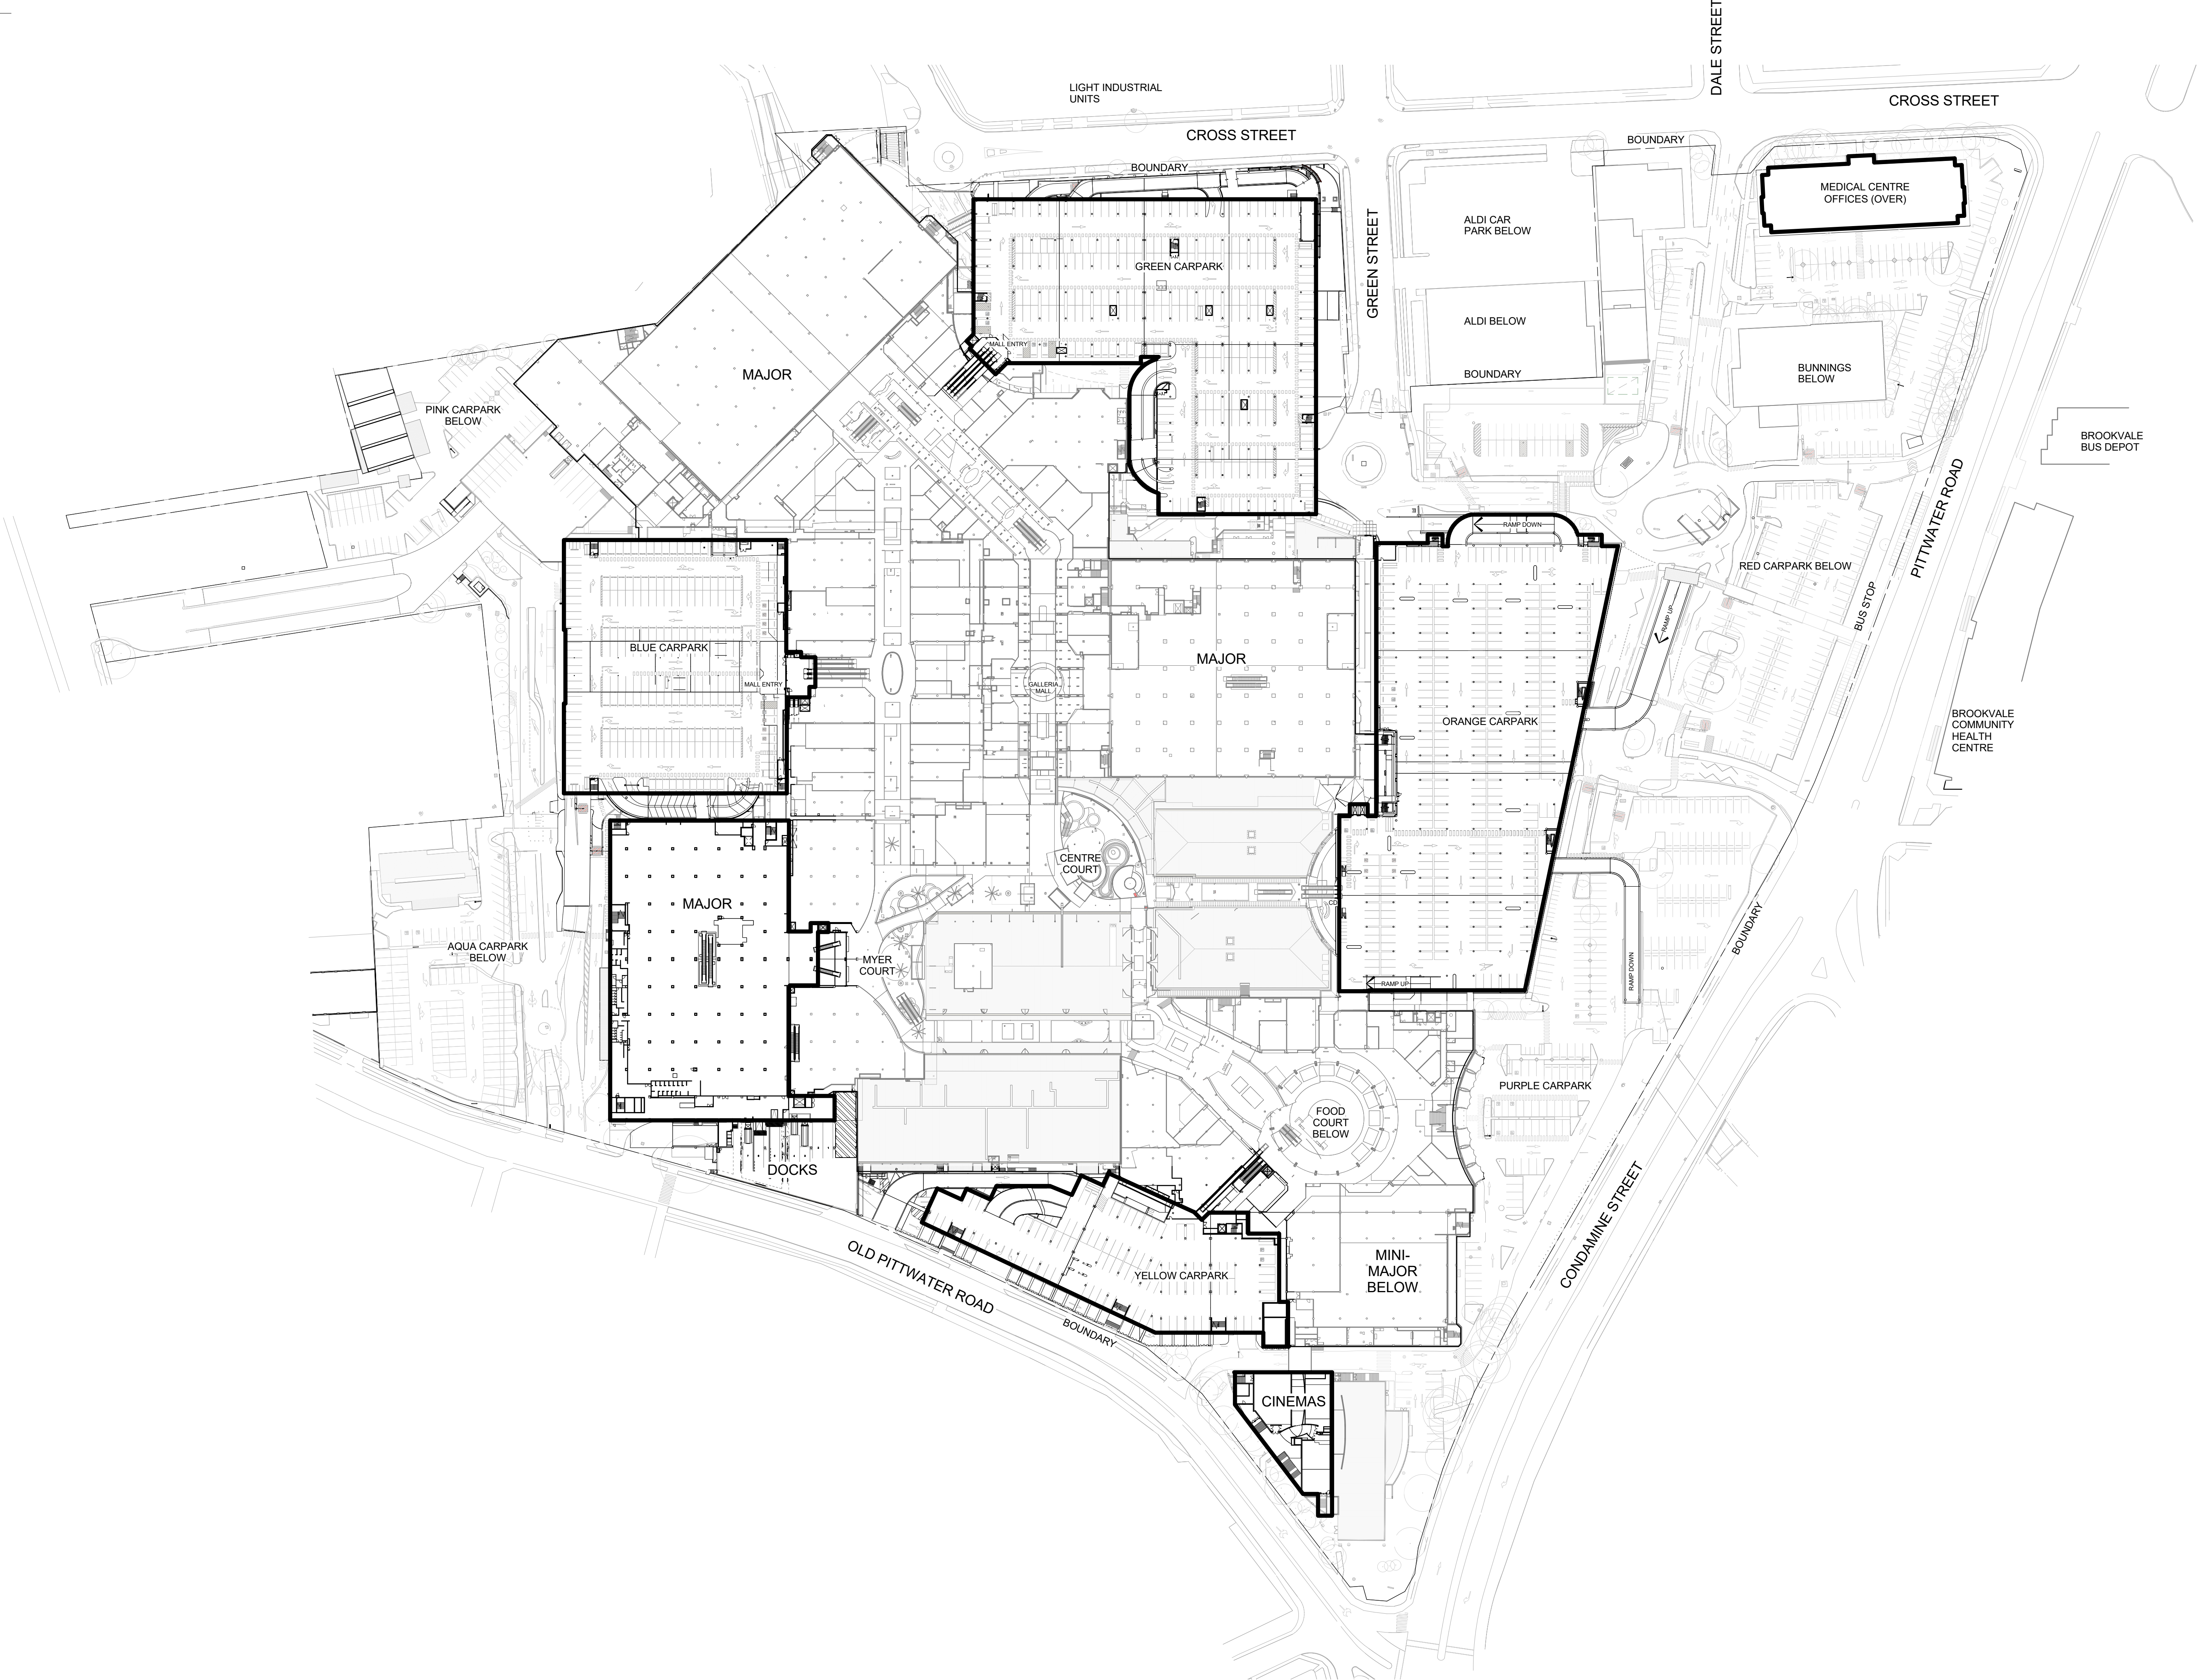 DALE STREET
LIGHT INDUSTRIAL
UNITS
CROSS STREET
CROSS STREET
BOUNDARY
BOUNDARY
MEDICAL CENTRE
OFFICES (OVER)
GREEN STREET
ALDI CAR
PARK BELOW
GREEN CARPARK
ALDI BELOW
MALL ENTRY
MAJOR
BOUNDARY
BUNNINGS
BELOW
PINK CARPARK
BELOW
BROOKVALE
BUS DEPOT
PITTWATER ROAD
RAMP DOWN
RED CARPARK BELOW
BUS STOP
RAMP UP
BLUE CARPARK
MALL ENTRY
MAJOR
GALLERIA
MALL
ORANGE CARPARK
BROOKVALE
COMMUNITY
HEALTH
CENTRE
CENTRE
COURT
MAJOR
CD
AQUA CARPARK
BELOW
MYER
COURT
BOUNDARY
RAMP UP
RAMP DOWN
PURPLE CARPARK
FOOD
COURT
BELOW
DOCKS
CONDAMINE STREET
OLD PITTWATER ROAD
YELLOW CARPARK
MINI-
MAJOR
BELOW
BOUNDARY
CINEMAS